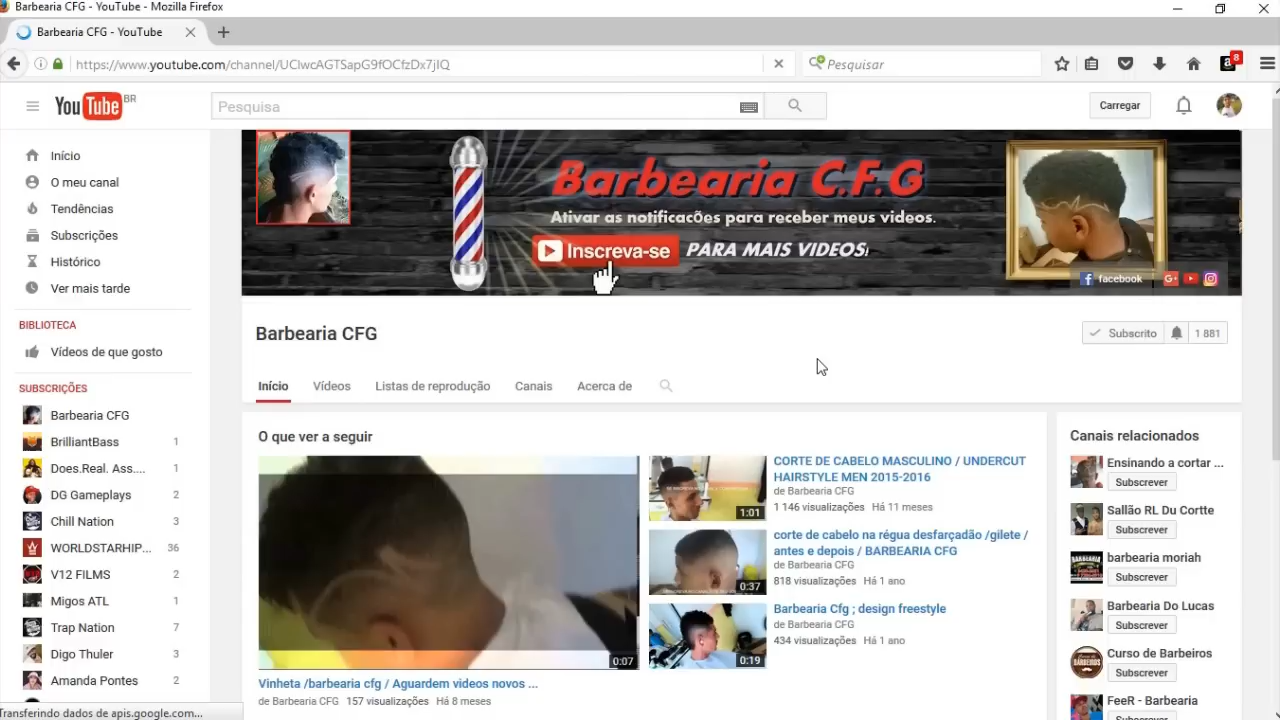 Barbearia CFG - YouTube - Mozilla Firefox
Barbearia CFG - YouTube
https://www.youtube.com/channel/UClwcAGTSapG9fOCfzDx7jIQ
Pesquisar
8
YouTube BR
Pesquisa
Carregar
Início
O meu canal
Tendências
Subscrições
Histórico
Ver mais tarde
BIBLIOTECA
Vídeos de que gosto
SUBSCRIÇÕES
Barbearia CFG
BrilliantBass 1
Does.Real. Ass.... 1
DG Gameplays 2
Chill Nation 3
WORLDSTARHIP... 36
V12 FILMS 2
Migos ATL 1
Trap Nation 7
Digo Thuler 3
Amanda Pontes 2
Transferindo dados de apis.google.com...
Barbearia C.F.G
Ativar as notificacões para receber meus videos.
Inscreva-se PARA MAIS VIDEOS!
facebook
Barbearia CFG
Subscrito 1 881
Início Vídeos Listas de reprodução Canais Acerca de
O que ver a seguir
0:07
Vinheta /barbearia cfg / Aguardem videos novos ...
de Barbearia CFG 157 visualizações Há 8 meses
1:01
CORTE DE CABELO MASCULINO / UNDERCUT
HAIRSTYLE MEN 2015-2016
de Barbearia CFG
1 146 visualizações Há 11 meses
0:37
corte de cabelo na régua desfarçadão /gilete /
antes e depois / BARBEARIA CFG
de Barbearia CFG
818 visualizações Há 1 ano
0:19
Barbearia Cfg ; design freestyle
de Barbearia CFG
434 visualizações Há 1 ano
Canais relacionados
Ensinando a cortar ...
Subscrever
Sallão RL Du Cortte
Subscrever
barbearia moriah
Subscrever
Barbearia Do Lucas
Subscrever
Curso de Barbeiros
Subscrever
FeeR - Barbearia
Subscrever